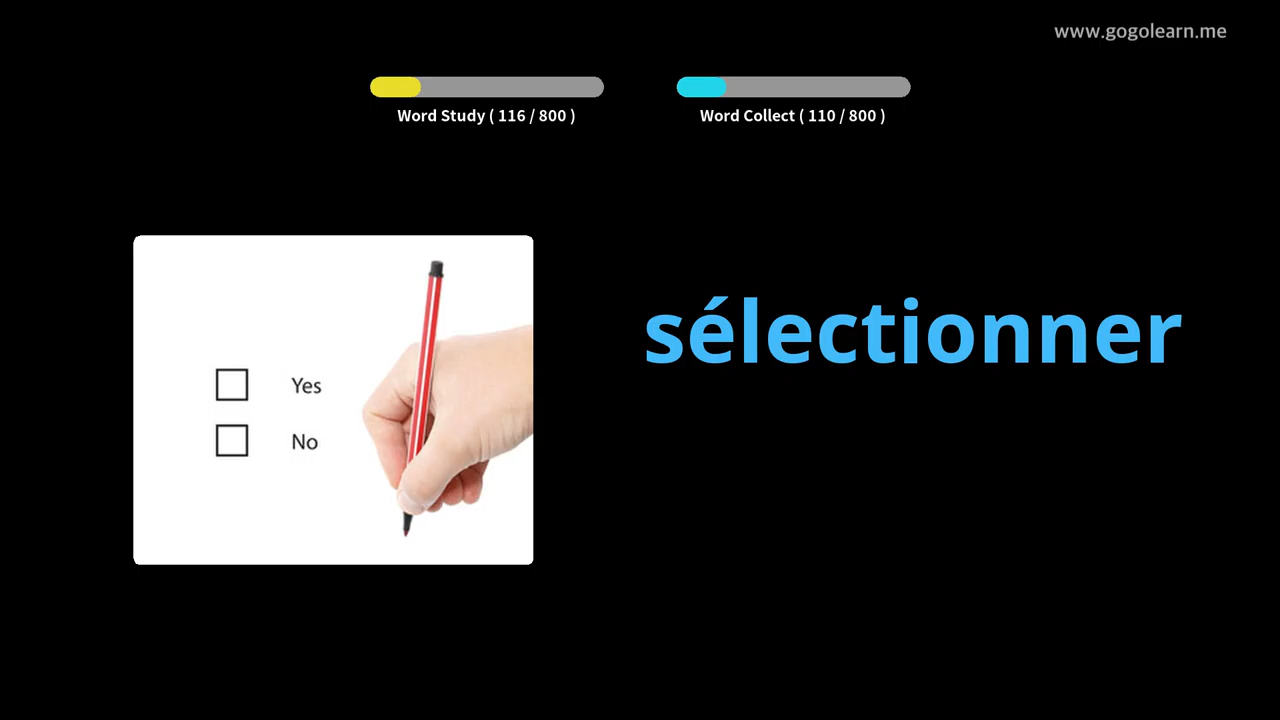 www.gogolearn.me
Word Study ( 116 / 800 )
Word Collect ( 110 / 800 )
sélectionner
Yes
No